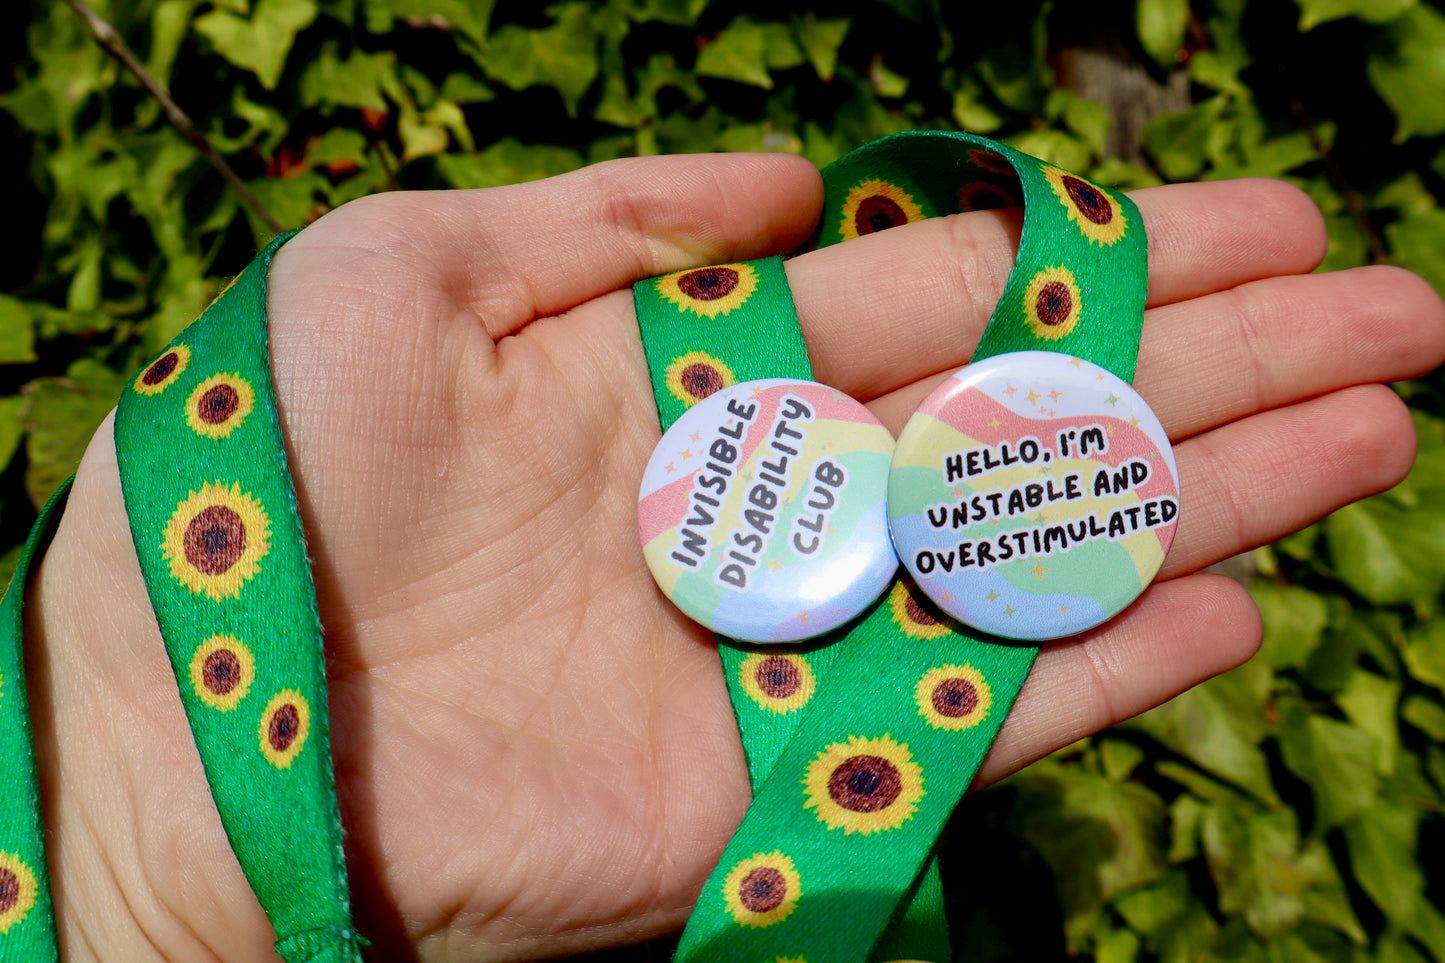 INVISIBLE
DISABILITY
CLUB
HELLO, I'M
UNSTABLE AND
OVERSTIMULATED